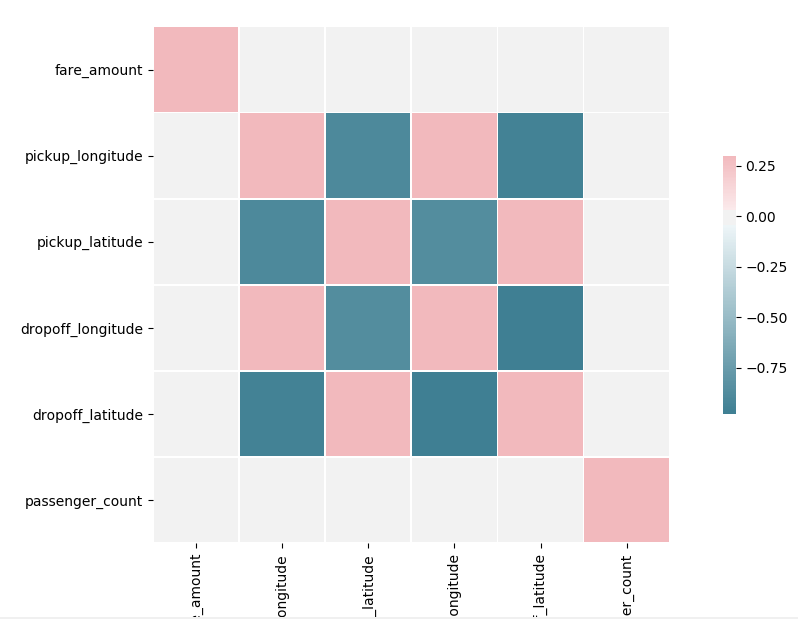 fare_amount
pickup_longitude
pickup_latitude
dropoff_longitude
dropoff_latitude
passenger_count
0.25
0.00
−0.25
−0.50
−0.75
_amount
ongitude
_latitude
ongitude
_latitude
er_count